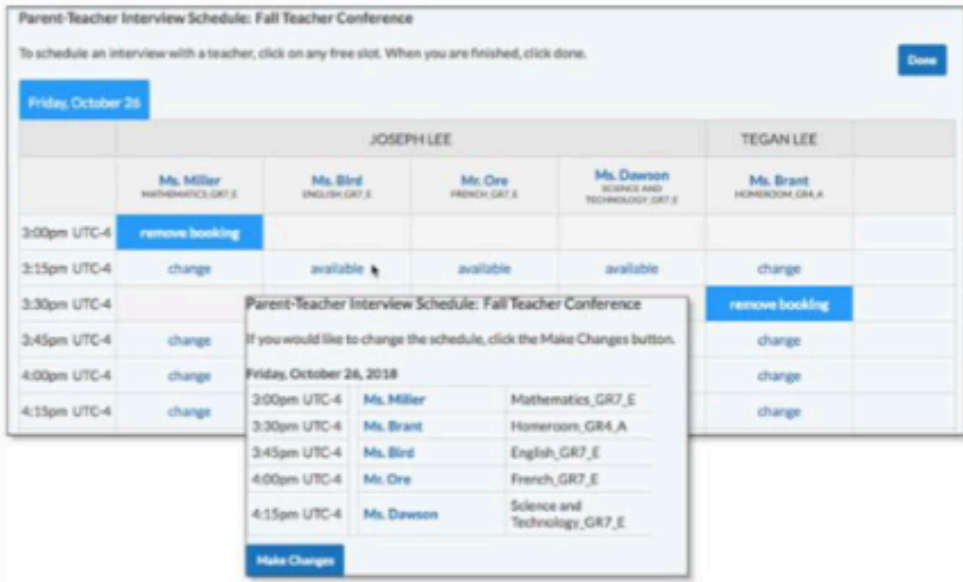 Parent-Teacher Interview Schedule: Fall Teacher Conference
To schedule an interview with a teacher, click on any free slot. When you are finished, click done.
Done
Friday, October 26
JOSEPH LEE TEGAN LEE
Ms. Miller Ms. Bird Mr. Ore Ms. Dawson Ms. Brant
MATHEMATICS_GR7_E ENGLISH_GR7_E FRENCH_GR7_E SCIENCE AND TECHNOLOGY_GR7_E HOMEROOM_GR4_A
3:00pm UTC-4 remove booking
3:15pm UTC-4 change available available available change
3:30pm UTC-4 remove booking
3:45pm UTC-4 change change
4:00pm UTC-4 change change
4:15pm UTC-4 change change
Parent-Teacher Interview Schedule: Fall Teacher Conference
If you would like to change the schedule, click the Make Changes button.
Friday, October 26, 2018
3:00pm UTC-4 Ms. Miller Mathematics_GR7_E
3:30pm UTC-4 Ms. Brant Homeroom_GR4_A
3:45pm UTC-4 Ms. Bird English_GR7_E
4:00pm UTC-4 Mr. Ore French_GR7_E
4:15pm UTC-4 Ms. Dawson Science and
Technology_GR7_E
Make Changes